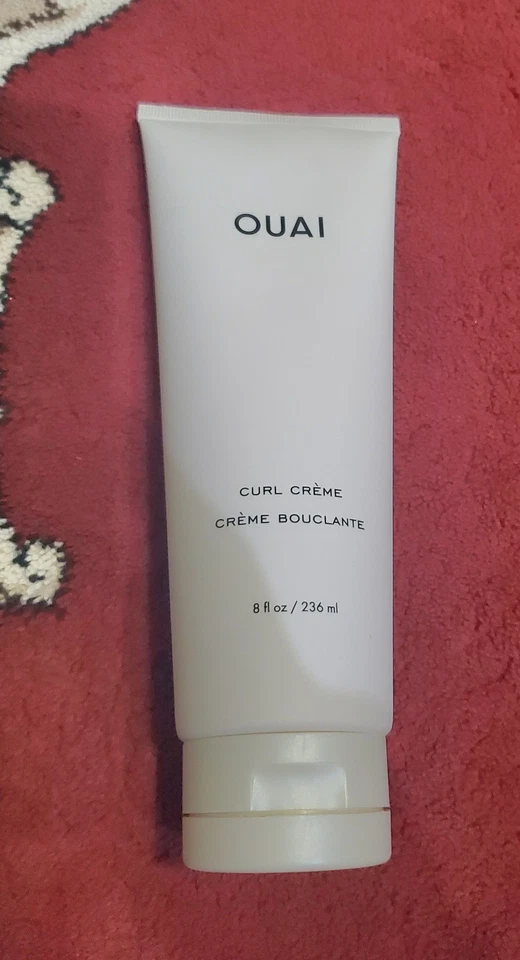 OUAI
CURL CRÈME
CRÈME BOUCLANTE
8 fl oz / 236 ml